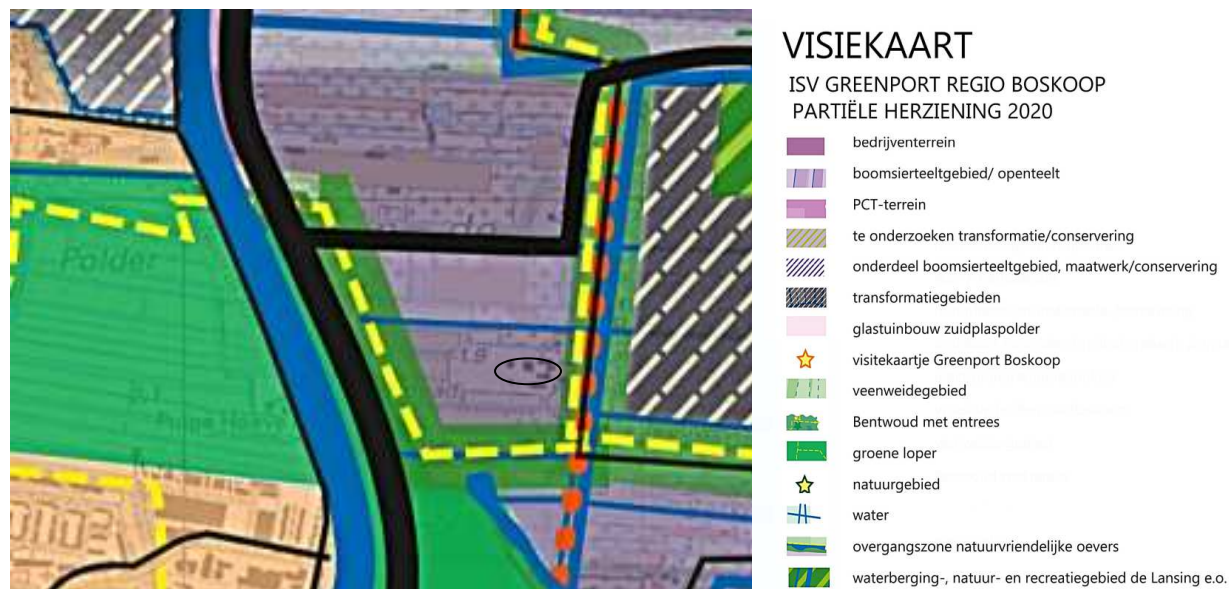 VISIEKAART
ISV GREENPORT REGIO BOSKOOP
PARTIËLE HERZIENING 2020
bedrijventerrein
boomsierteeltgebied/ openteelt
PCT-terrein
te onderzoeken transformatie/conservering
onderdeel boomsierteeltgebied, maatwerk/conservering
transformatiegebieden
glastuinbouw zuidplaspolder
visitekaartje Greenport Boskoop
veenweidegebied
Bentwoud met entrees
groene loper
natuurgebied
water
overgangszone natuurvriendelijke oevers
waterberging-, natuur- en recreatiegebied de Lansing e.o.
Polder